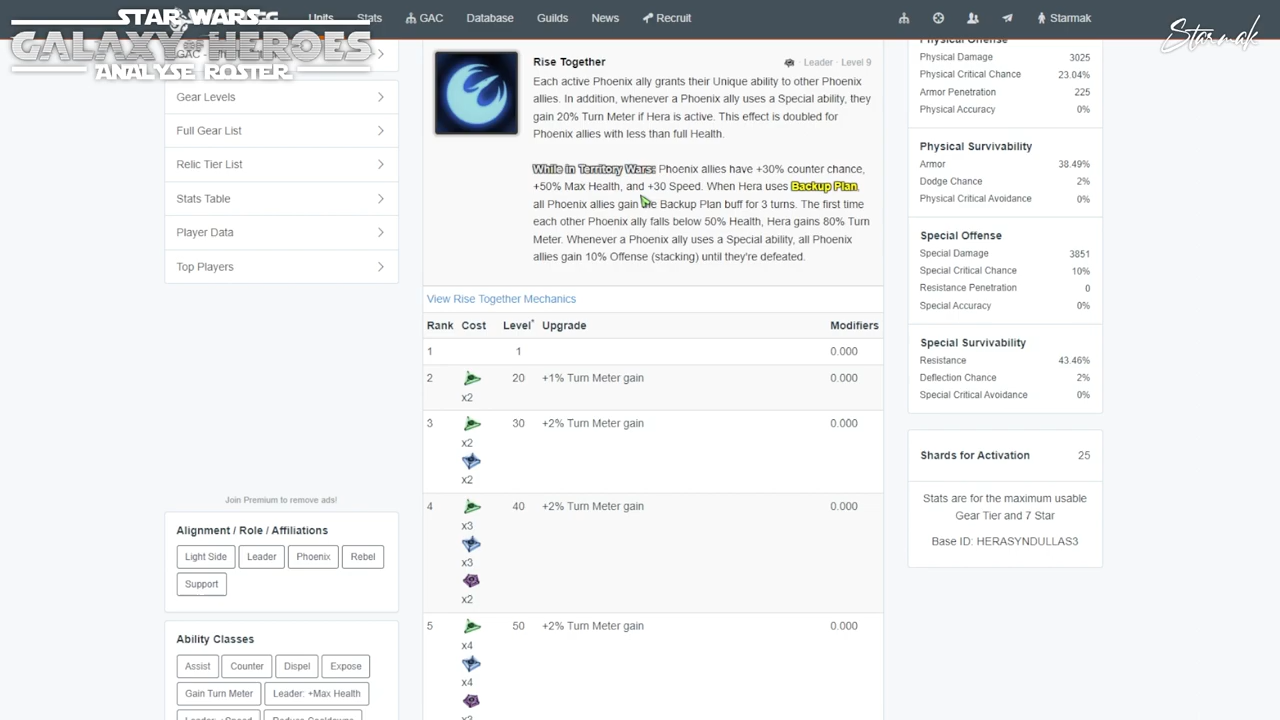 STAR WARS
GALAXY HEROES
ANALYSE ROSTER
Units Stats GAC Database Guilds News Recruit Starmak
Starmak
Gear Levels
Full Gear List
Relic Tier List
Stats Table
Player Data
Top Players
Join Premium to remove ads!
Alignment / Role / Affiliations
Light Side Leader Phoenix Rebel
Support
Ability Classes
Assist Counter Dispel Expose
Gain Turn Meter Leader: +Max Health
Leader: +Speed Reduce Cooldowns
Rise Together
Leader · Level 9
Each active Phoenix ally grants their Unique ability to other Phoenix
allies. In addition, whenever a Phoenix ally uses a Special ability, they
gain 20% Turn Meter if Hera is active. This effect is doubled for
Phoenix allies with less than full Health.
While in Territory Wars: Phoenix allies have +30% counter chance,
+50% Max Health, and +30 Speed. When Hera uses Backup Plan,
all Phoenix allies gain the Backup Plan buff for 3 turns. The first time
each other Phoenix ally falls below 50% Health, Hera gains 80% Turn
Meter. Whenever a Phoenix ally uses a Special ability, all Phoenix
allies gain 10% Offense (stacking) until they're defeated.
View Rise Together Mechanics
Rank Cost Level* Upgrade Modifiers
1 1 0.000
2 20 +1% Turn Meter gain 0.000
x2
3 30 +2% Turn Meter gain 0.000
x2
x2
4 40 +2% Turn Meter gain 0.000
x3
x3
x2
5 50 +2% Turn Meter gain 0.000
x4
x4
x3
Physical Offense
Physical Damage 3025
Physical Critical Chance 23.04%
Armor Penetration 225
Physical Accuracy 0%
Physical Survivability
Armor 38.49%
Dodge Chance 2%
Physical Critical Avoidance 0%
Special Offense
Special Damage 3851
Special Critical Chance 10%
Resistance Penetration 0
Special Accuracy 0%
Special Survivability
Resistance 43.46%
Deflection Chance 2%
Special Critical Avoidance 0%
Shards for Activation 25
Stats are for the maximum usable
Gear Tier and 7 Star
Base ID: HERASYNDULLAS3